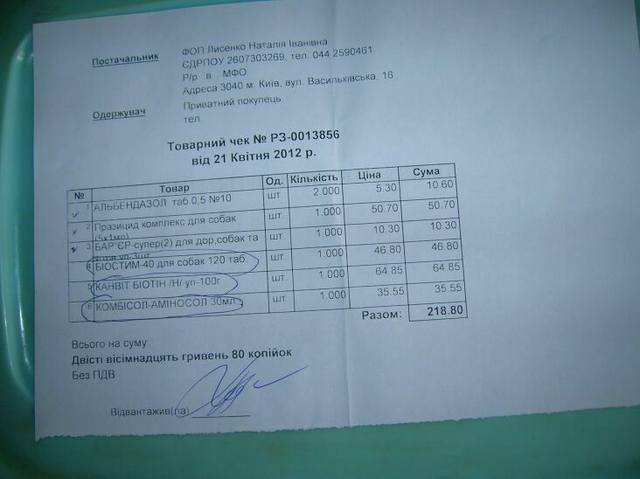 Постачальник ФОП Лисенко Наталія Іванівна
ЄДРПОУ 2607303269, тел. 044 2590461
Р/р в МФО
Адреса 3040 м. Київ, вул. Васильківська, 16
Одержувач Приватний покупець
тел.
Товарний чек № РЗ-0013856
від 21 Квітня 2012 р.
№ Товар Од. Кількість Ціна Сума
1 АЛЬБЕНДАЗОЛ таб 0,5 №10 шт 2.000 5.30 10.60
2 Празицид комплекс для собак шт 1.000 50.70 50.70
3 БАР'ЄР-супер(2) для дор,собак та шт 1.000 10.30 10.30
БІОСТИМ-40 для собак 120 таб. шт 1.000 46.80 46.80
5 КАНВІТ БІОТІН /Н/ уп-100г шт 1.000 64.85 64.85
6 КОМБІСОЛ-АМІНОСОЛ 30мл. шт 1.000 35.55 35.55
Разом: 218.80
Всього на суму
Двісті вісімнадцять гривень 80 копійок
Без ПДВ
Відвантажив(ла)